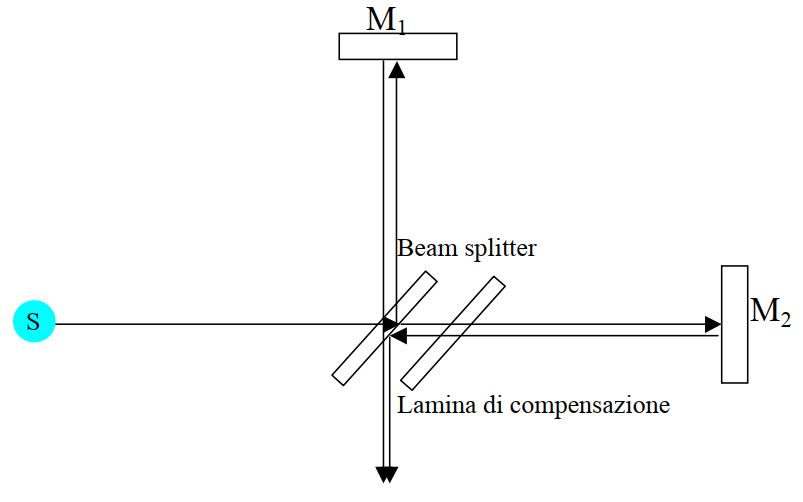 M₁
Beam splitter
S
M₂
Lamina di compensazione